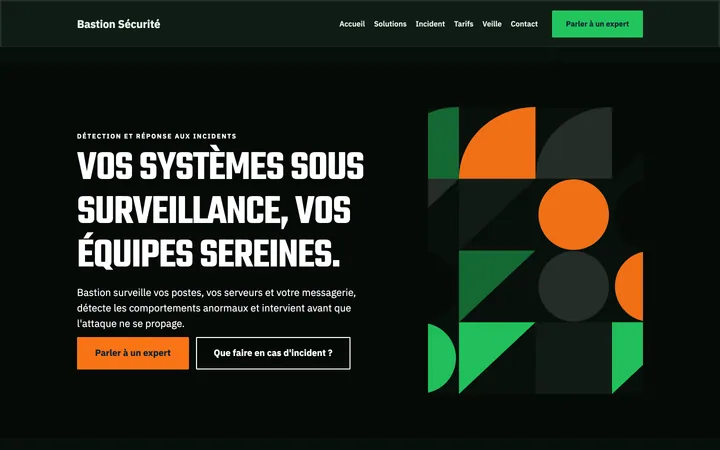 Bastion Sécurité
Accueil Solutions Incident Tarifs Veille Contact Parler à un expert
DÉTECTION ET RÉPONSE AUX INCIDENTS
VOS SYSTÈMES SOUS
SURVEILLANCE, VOS
ÉQUIPES SEREINES.
Bastion surveille vos postes, vos serveurs et votre messagerie,
détecte les comportements anormaux et intervient avant que
l'attaque ne se propage.
Parler à un expert Que faire en cas d'incident ?